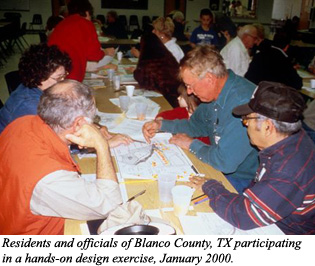 Residents and officials of Blanco County, TX participating
in a hands-on design exercise, January 2000.